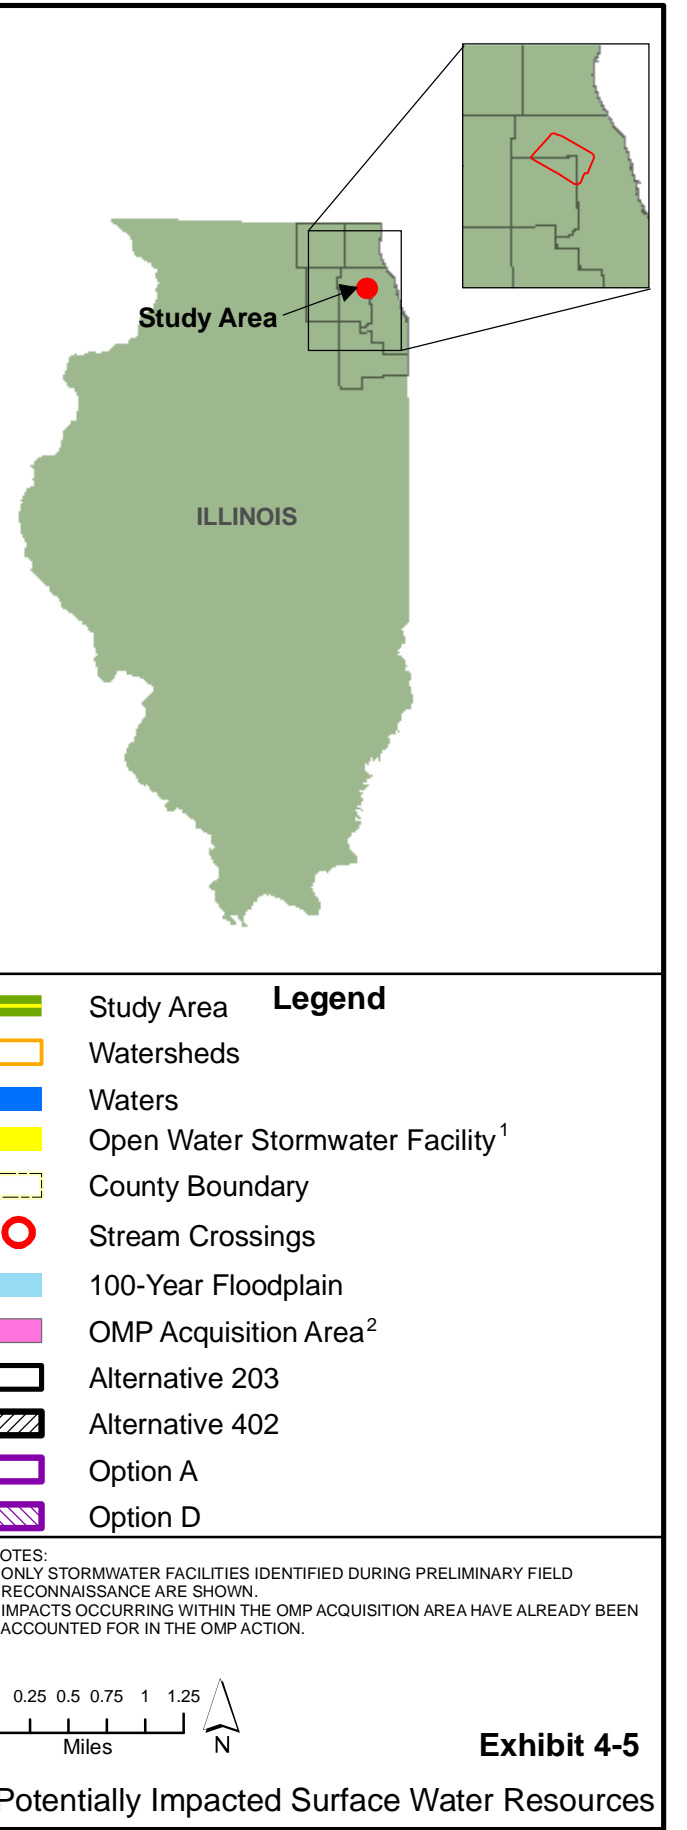 Study Area
ILLINOIS
Legend
Study Area
Watersheds
Waters
Open Water Stormwater Facility1
County Boundary
Stream Crossings
100-Year Floodplain
OMP Acquisition Area2
Alternative 203
Alternative 402
Option A
Option D
OTES:
ONLY STORMWATER FACILITIES IDENTIFIED DURING PRELIMINARY FIELD
RECONNAISSANCE ARE SHOWN.
IMPACTS OCCURRING WITHIN THE OMP ACQUISITION AREA HAVE ALREADY BEEN
ACCOUNTED FOR IN THE OMP ACTION.
0.25 0.5 0.75 1 1.25
Miles
N
Exhibit 4-5
Potentially Impacted Surface Water Resources